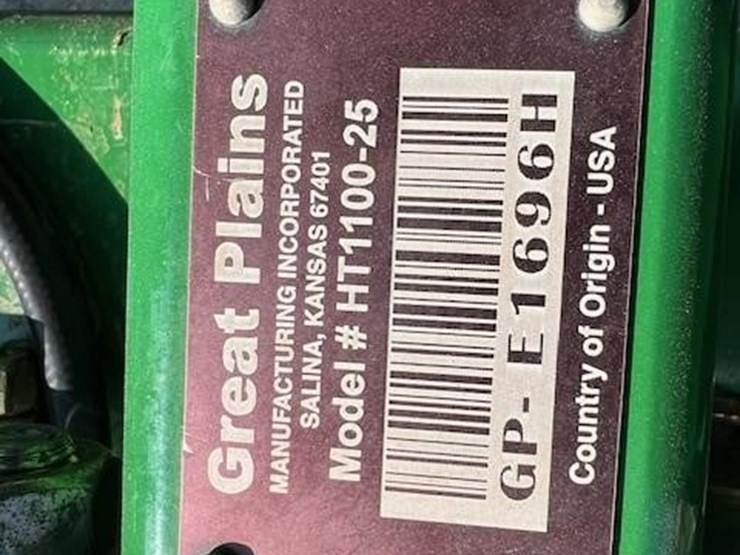 Great Plains
MANUFACTURING INCORPORATED
SALINA, KANSAS 67401
Model # HT1100-25
GP- E1696H
Country of Origin - USA